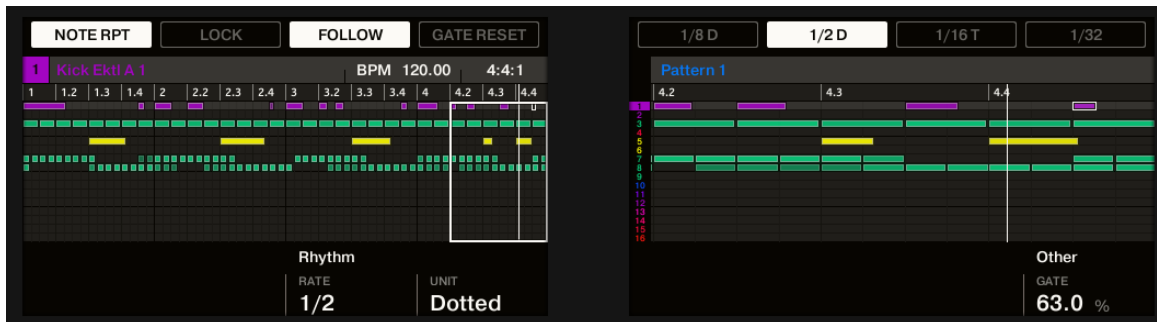 NOTE RPT LOCK FOLLOW GATE RESET
1 Kick Ektl A 1 BPM 120.00 4:4:1
1 1.2 1.3 1.4 2 2.2 2.3 2.4 3 3.2 3.3 3.4 4 4.2 4.3 4.4
Rhythm
RATE UNIT
1/2 Dotted
1/8 D 1/2 D 1/16 T 1/32
Pattern 1
4.2 4.3 4.4
1
2
3
4
5
6
7
8
9
10
11
12
13
14
15
16
Other
GATE
63.0 %